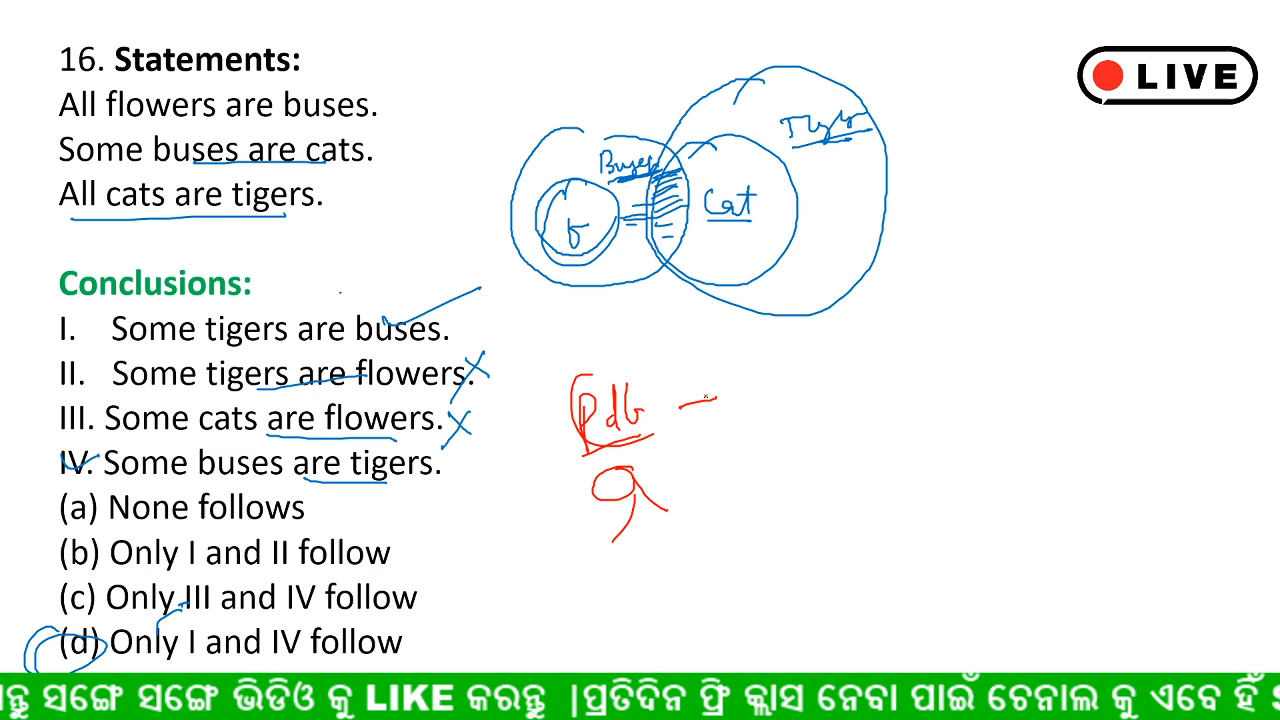 16. Statements:
All flowers are buses.
Some buses are cats.
All cats are tigers.
Conclusions:
I. Some tigers are buses.
II. Some tigers are flowers.
III. Some cats are flowers.
IV. Some buses are tigers.
(a) None follows
(b) Only I and II follow
(c) Only III and IV follow
(d) Only I and IV follow
LIVE
Buses
Cat
ସଙ୍ଗେ ସଙ୍ଗେ ଭିଡିଓ କୁ LIKE କରନ୍ତୁ |ପ୍ରତିଦିନ ଫ୍ରି କ୍ଲାସ ନେବା ପାଇଁ ଚେନାଲ କୁ ଏବେ ହିଁ